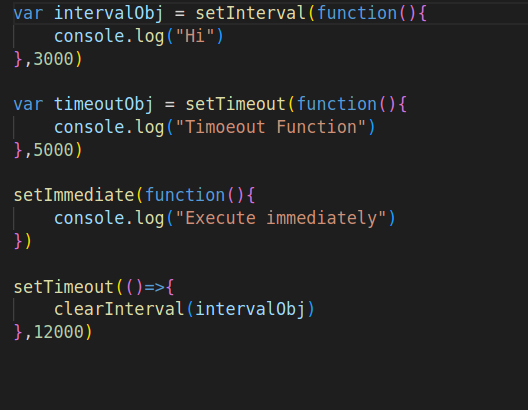 var intervalObj = setInterval(function(){
    console.log("Hi")
},3000)

var timeoutObj = setTimeout(function(){
    console.log("Timoeout Function")
},5000)

setImmediate(function(){
    console.log("Execute immediately")
})

setTimeout(()=>{
    clearInterval(intervalObj)
},12000)